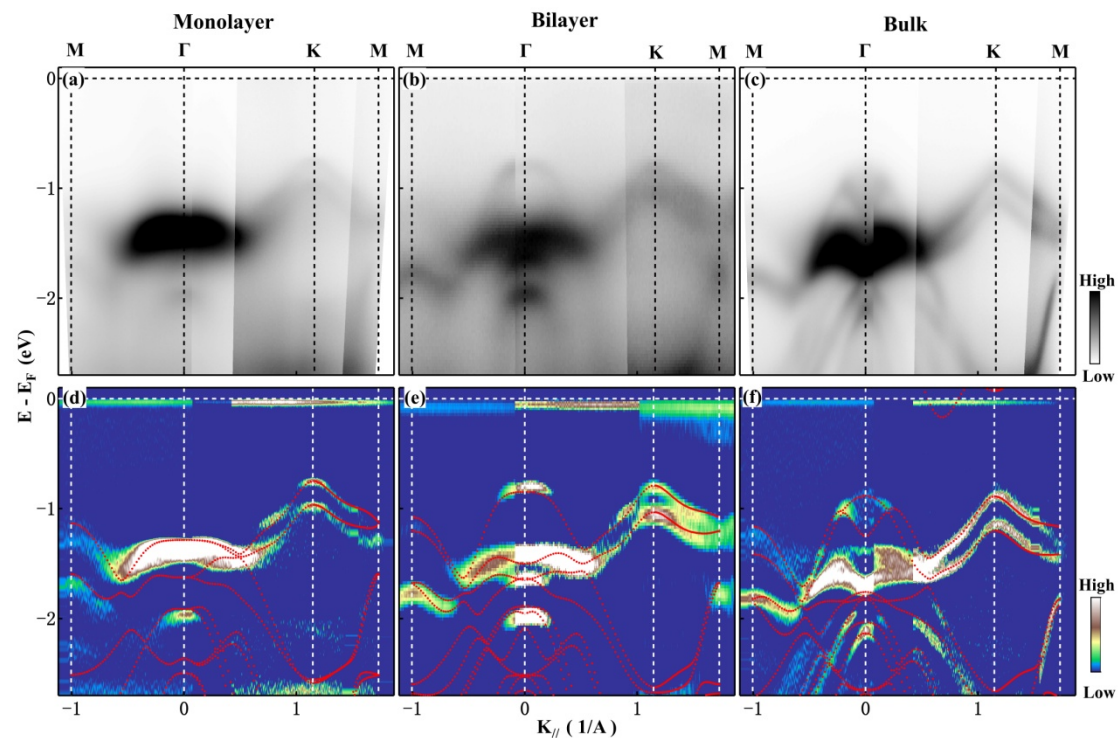 Monolayer Bilayer Bulk
M Γ K M M Γ K M M Γ K M
0 (a) (b) (c)
−1
−2
High
Low
E - E_F (eV)
0 (d) (e) (f)
−1
−2
High
Low
−1 0 1 −1 0 1 −1 0 1
K_// ( 1/A )